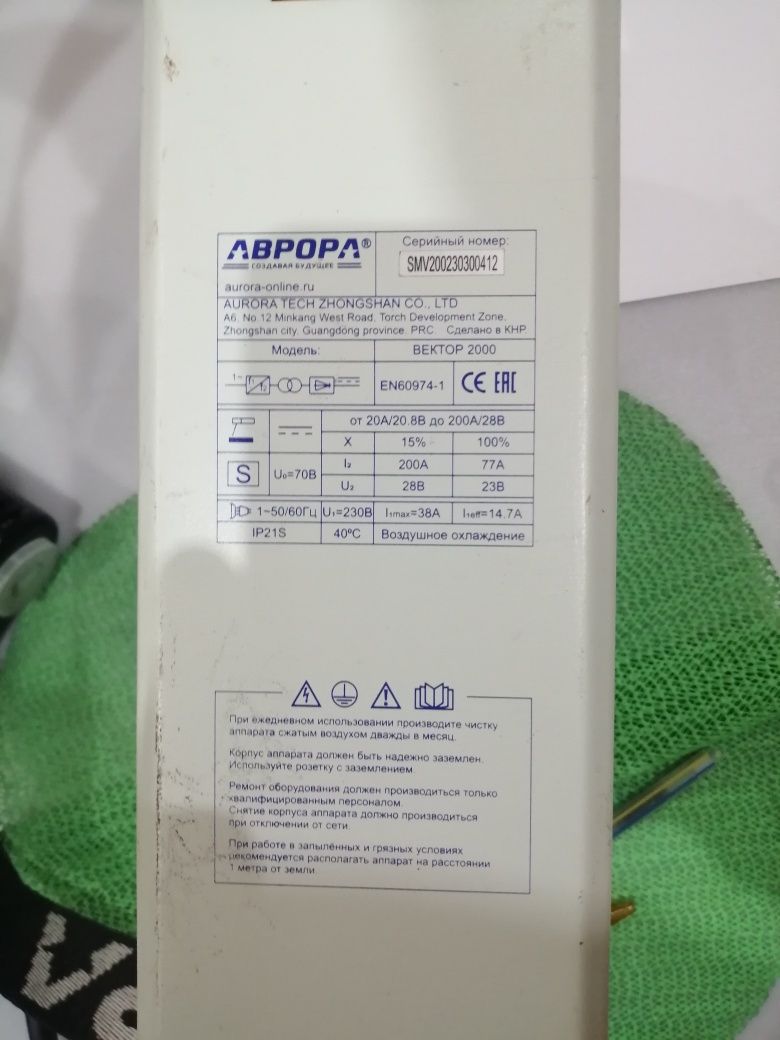 АВРОРА®
СОЗДАВАЯ БУДУЩЕЕ
aurora-online.ru
Серийный номер:
SMV200230300412
AURORA TECH ZHONGSHAN CO., LTD
A6, No.12 Minkang West Road, Torch Development Zone,
Zhongshan city, Guangdong province, PRC. Сделано в КНР
Модель: ВЕКТОР 2000
1~ f₁ f₂ EN60974-1 CE EAC
от 20А/20.8В до 200А/28В
X 15% 100%
S U₀=70В I₂ 200А 77А
U₂ 28В 23В
1~50/60Гц U₁=230В I₁max=38А I₁eff=14.7А
IP21S 40°C Воздушное охлаждение
При ежедневном использовании производите чистку
аппарата сжатым воздухом дважды в месяц.
Корпус аппарата должен быть надежно заземлен.
Используйте розетку с заземлением.
Ремонт оборудования должен производиться только
квалифицированным персоналом.
Снятие корпуса аппарата должно производиться
при отключении от сети.
При работе в запылённых и грязных условиях
рекомендуется располагать аппарат на расстоянии
1 метра от земли.